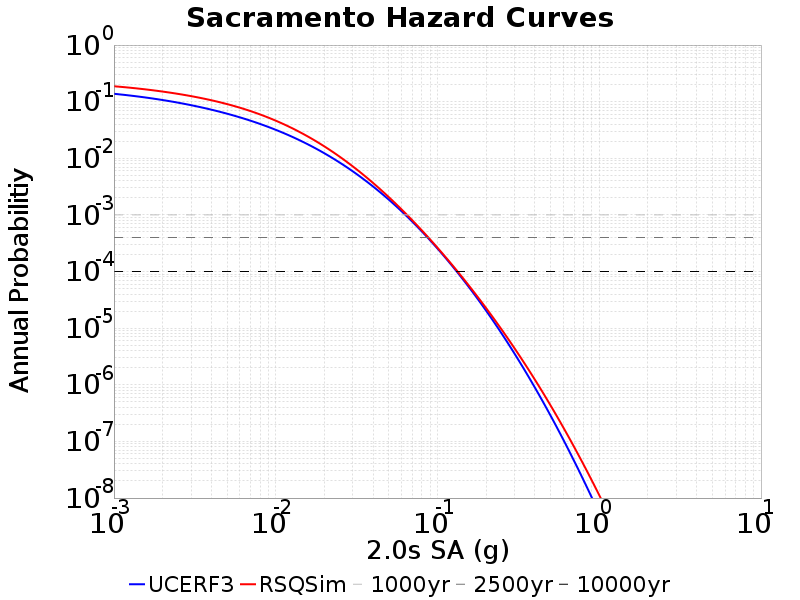 Sacramento Hazard Curves
Annual Probabilitiy
10^0
10^-1
10^-2
10^-3
10^-4
10^-5
10^-6
10^-7
10^-8
10^-3 10^-2 10^-1 10^0 10^1
2.0s SA (g)
UCERF3 RSQSim 1000yr 2500yr 10000yr